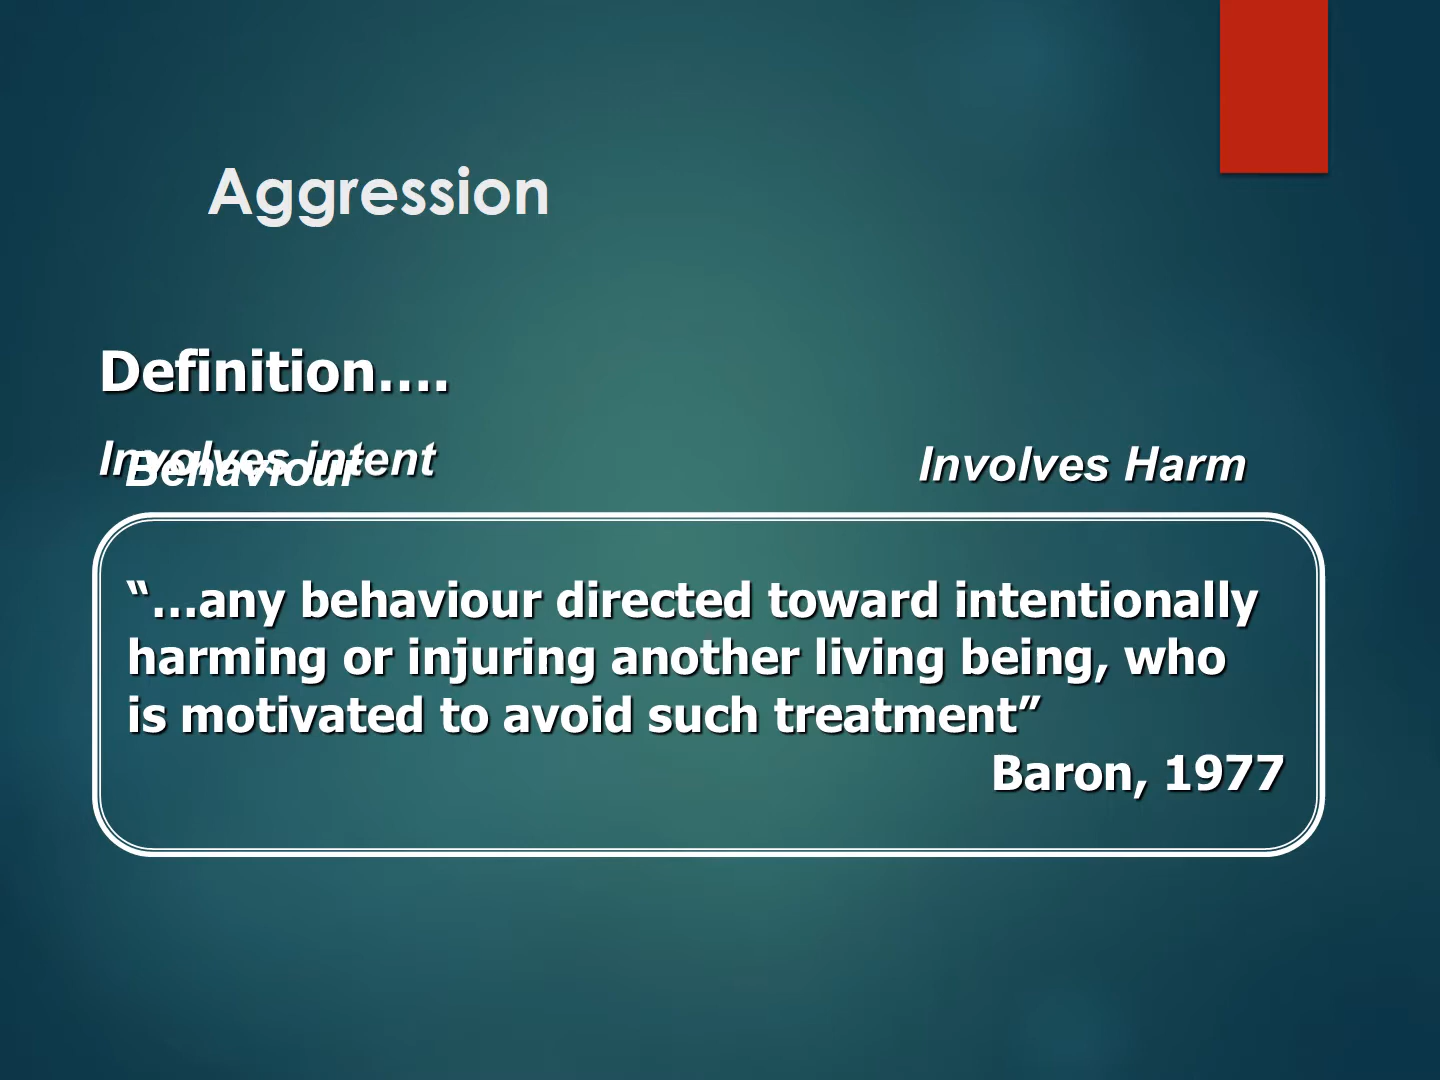 Aggression
Definition….
Involves intent
Behaviour
Involves Harm
“…any behaviour directed toward intentionally
harming or injuring another living being, who
is motivated to avoid such treatment”
Baron, 1977